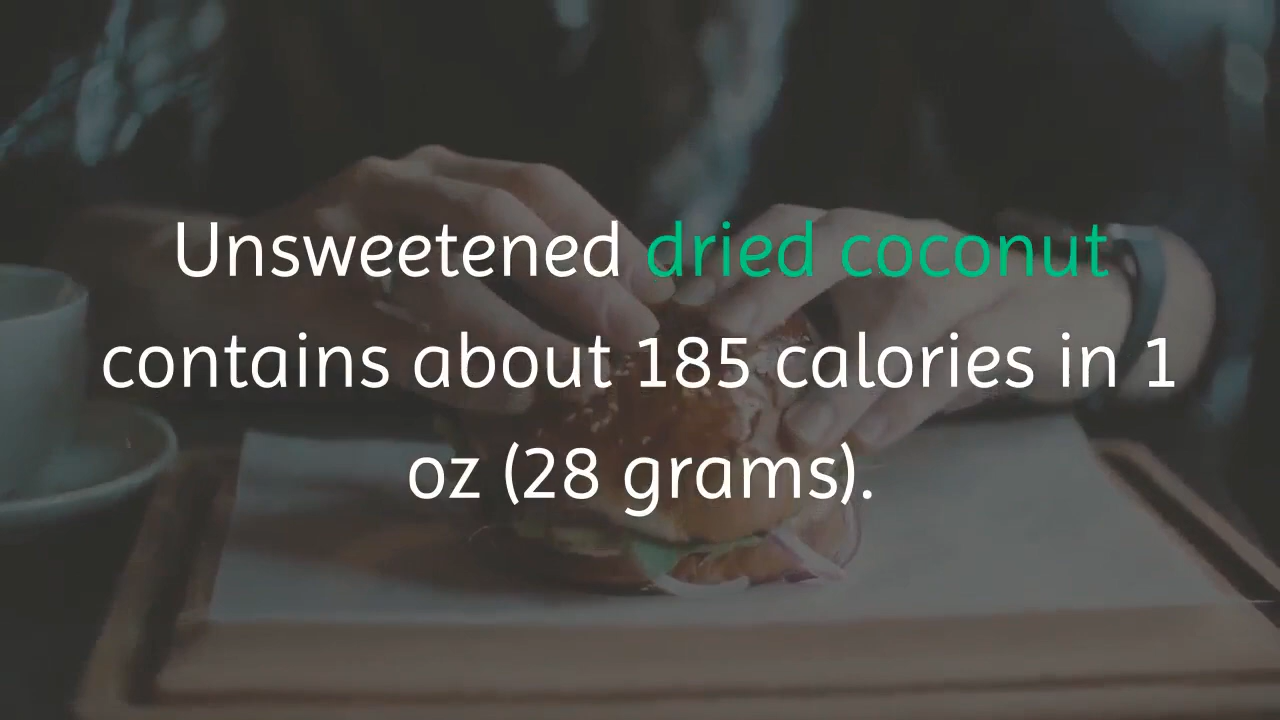 Unsweetened dried coconut
contains about 185 calories in 1
oz (28 grams).